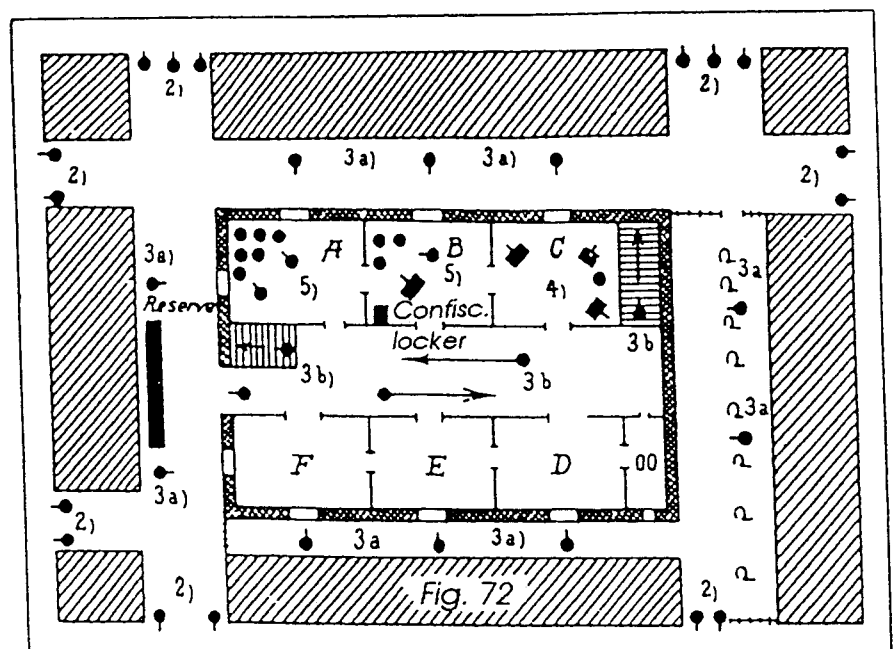 2) 2)
2) 3a) 3a) 2)
3a) A B C 3a
5) 5) 4)
Reserve Confisc.
locker 3b
3b) 3b
3a
F E D 00
3a)
2) 3a 3a)
2) Fig. 72 2)